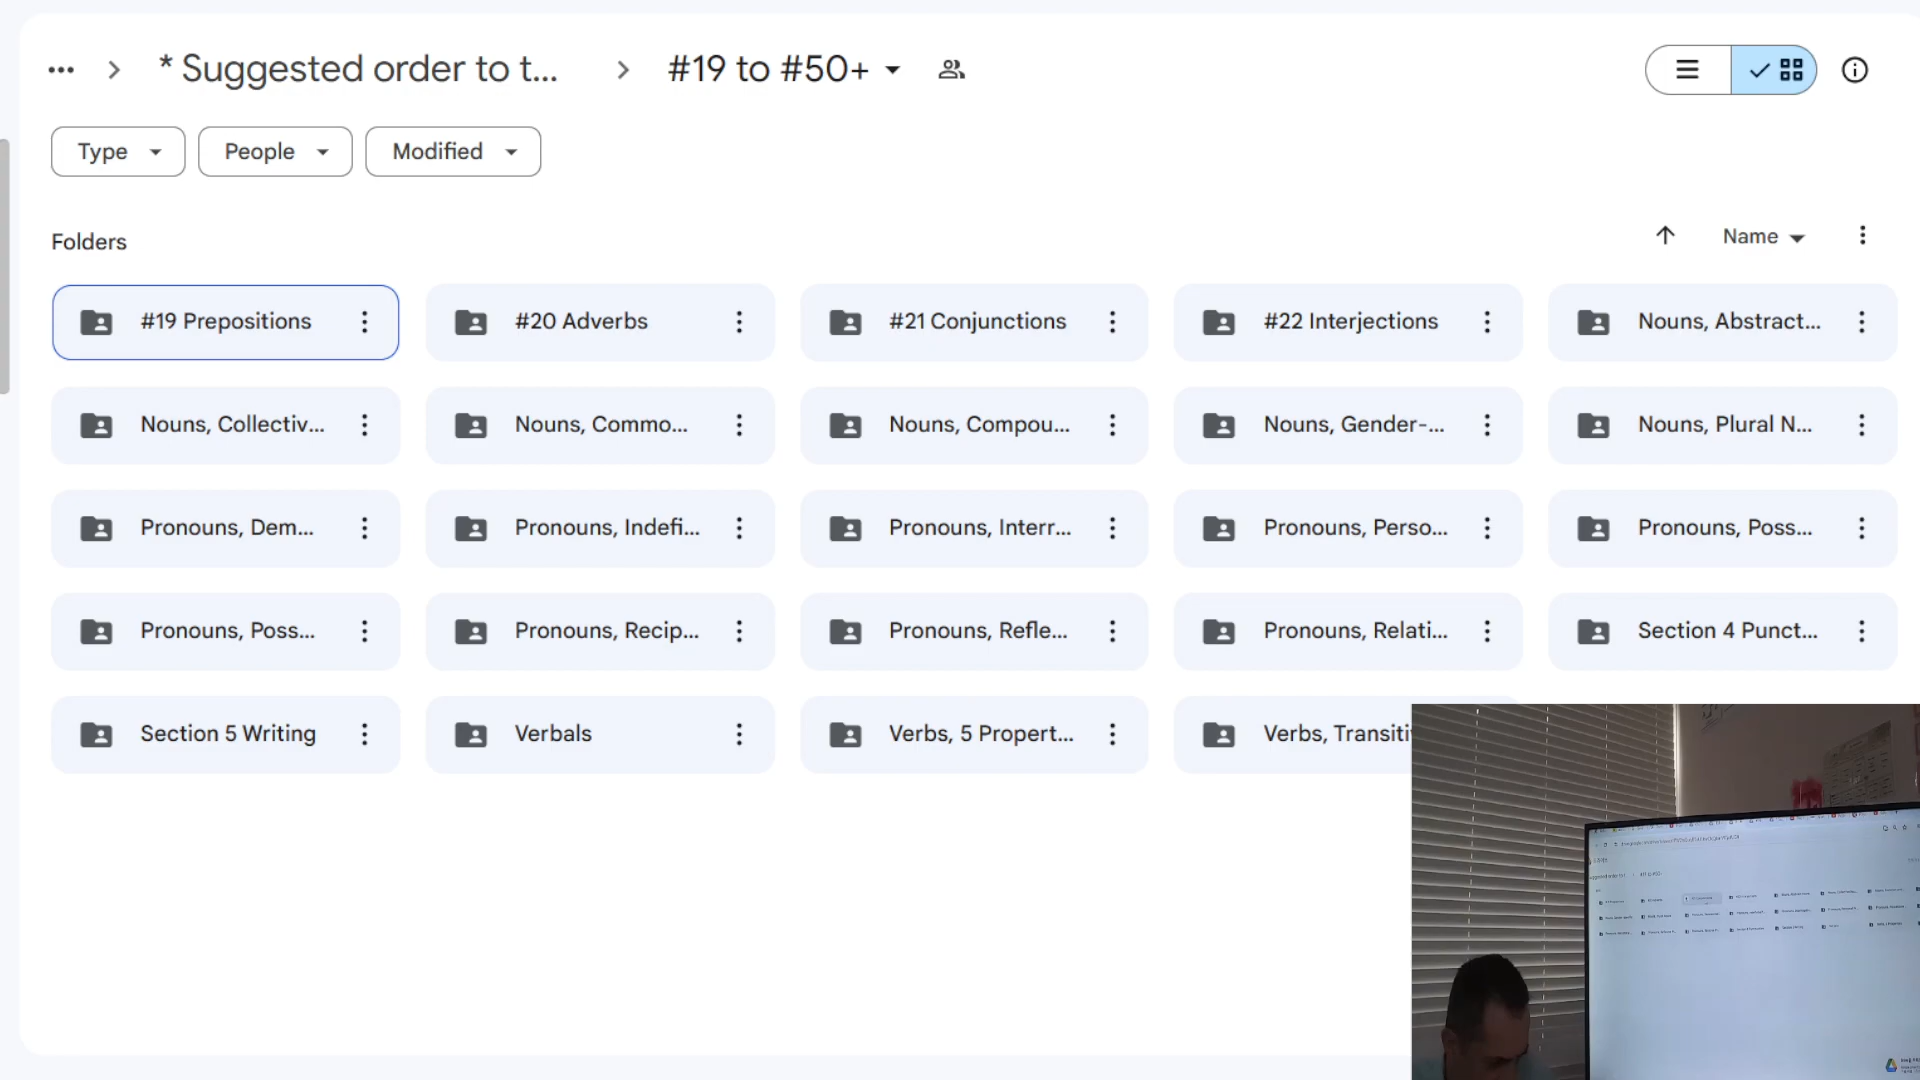 * Suggested order to t... #19 to #50+
Type People Modified
Folders Name
#19 Prepositions #20 Adverbs #21 Conjunctions #22 Interjections Nouns, Abstract...
Nouns, Collectiv... Nouns, Commo... Nouns, Compou... Nouns, Gender-... Nouns, Plural N...
Pronouns, Dem... Pronouns, Indefi... Pronouns, Interr... Pronouns, Perso... Pronouns, Poss...
Pronouns, Poss... Pronouns, Recip... Pronouns, Refle... Pronouns, Relati... Section 4 Punct...
Section 5 Writing Verbals Verbs, 5 Propert... Verbs, Transiti